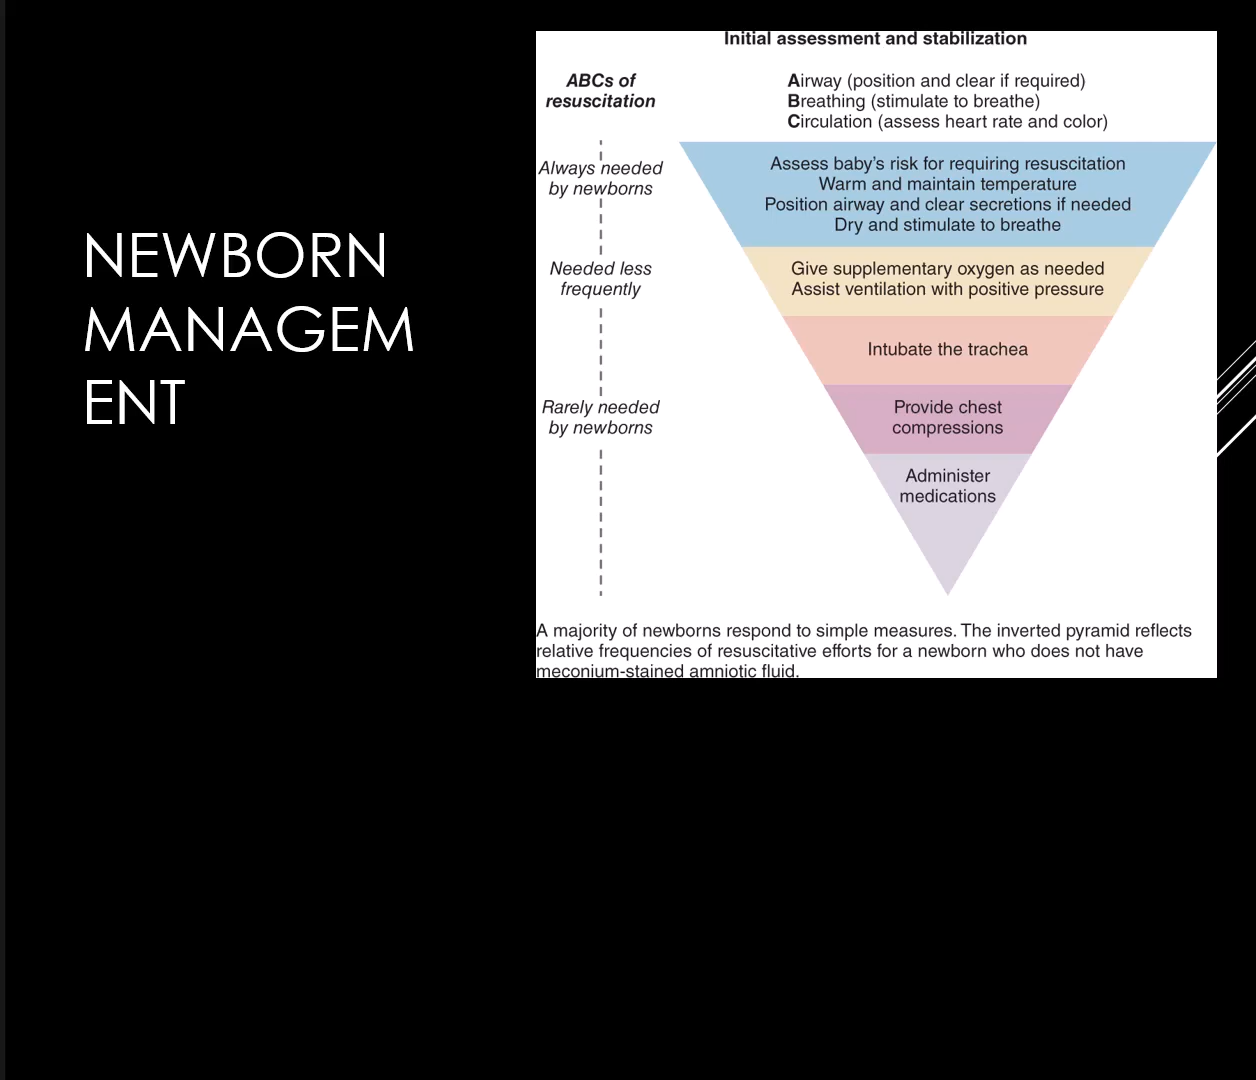 NEWBORN
MANAGEM
ENT
Initial assessment and stabilization
ABCs of
resuscitation
Airway (position and clear if required)
Breathing (stimulate to breathe)
Circulation (assess heart rate and color)
Always needed
by newborns
Assess baby’s risk for requiring resuscitation
Warm and maintain temperature
Position airway and clear secretions if needed
Dry and stimulate to breathe
Needed less
frequently
Give supplementary oxygen as needed
Assist ventilation with positive pressure
Intubate the trachea
Rarely needed
by newborns
Provide chest
compressions
Administer
medications
A majority of newborns respond to simple measures. The inverted pyramid reflects
relative frequencies of resuscitative efforts for a newborn who does not have
meconium-stained amniotic fluid.